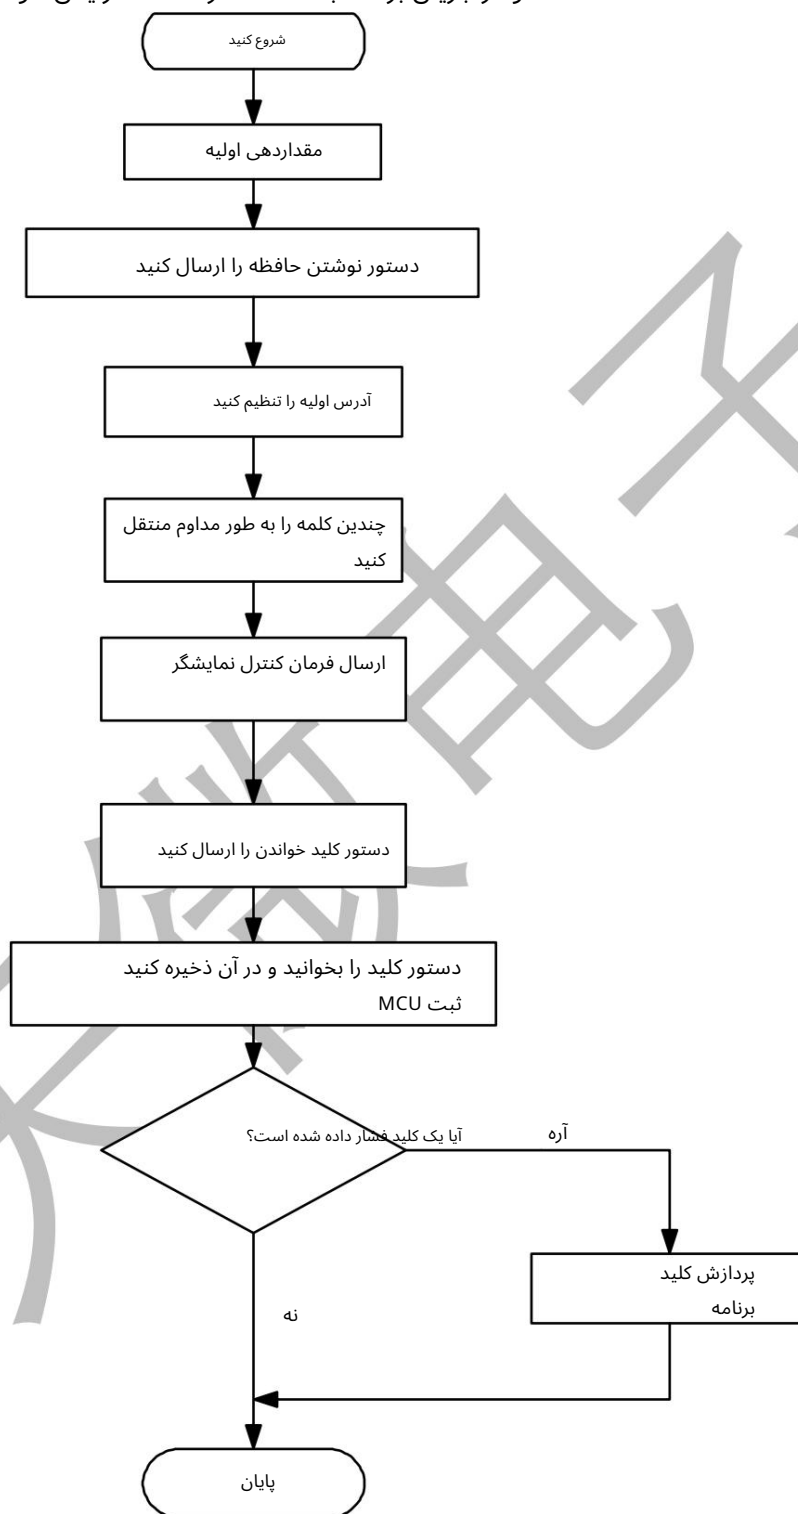 شروع کنید
مقداردهی اولیه
دستور نوشتن حافظه را ارسال کنید
آدرس اولیه را تنظیم کنید
چندین کلمه را به طور مداوم منتقل
کنید
ارسال فرمان کنترل نمایشگر
دستور کلید خواندن را ارسال کنید
دستور کلید را بخوانید و در آن ذخیره کنید
ثبت MCU
آیا یک کلید فشار داده شده است؟
آره
پردازش کلید
برنامه
نه
پایان